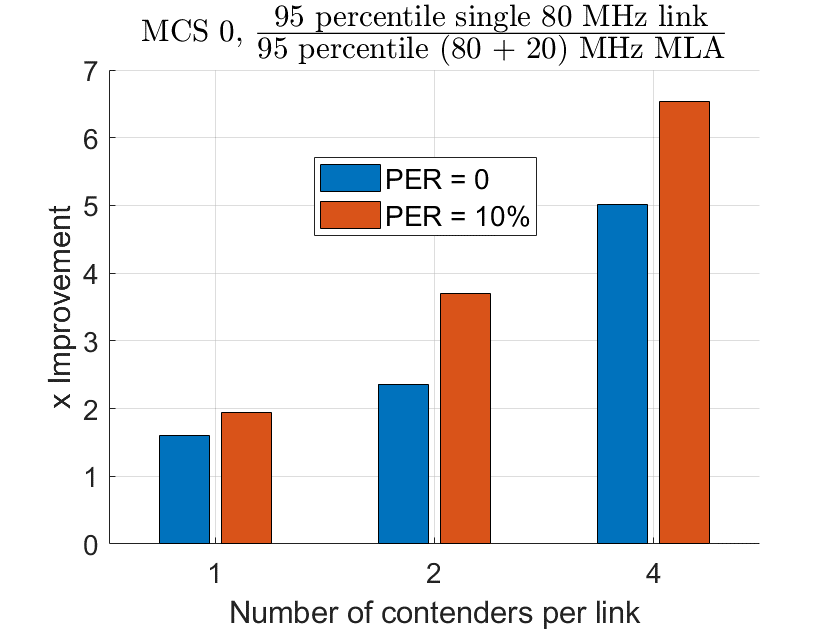 MCS 0, 95 percentile single 80 MHz link
95 percentile (80 + 20) MHz MLA
7
6
5
4
3
2
1
0
x Improvement
PER = 0
PER = 10%
1 2 4
Number of contenders per link